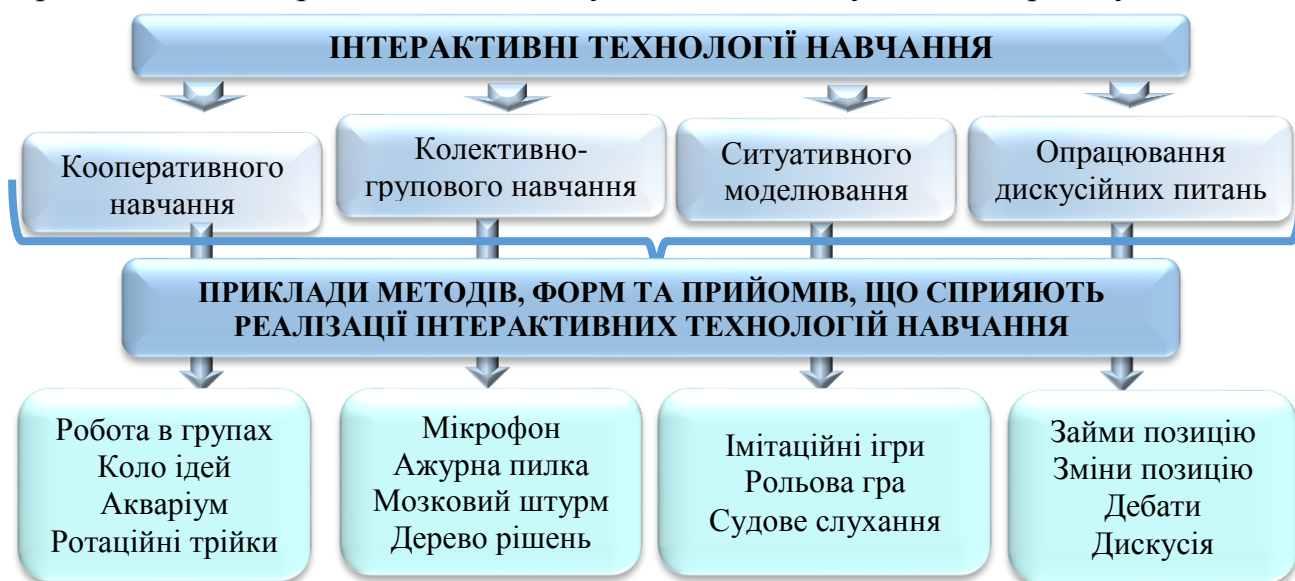 ІНТЕРАКТИВНІ ТЕХНОЛОГІЇ НАВЧАННЯ
Кооперативного
навчання
Колективно-
групового навчання
Ситуативного
моделювання
Опрацювання
дискусійних питань
ПРИКЛАДИ МЕТОДІВ, ФОРМ ТА ПРИЙОМІВ, ЩО СПРИЯЮТЬ
РЕАЛІЗАЦІЇ ІНТЕРАКТИВНИХ ТЕХНОЛОГІЙ НАВЧАННЯ
Робота в групах
Коло ідей
Акваріум
Ротаційні трійки
Мікрофон
Ажурна пилка
Мозковий штурм
Дерево рішень
Імітаційні ігри
Рольова гра
Судове слухання
Займи позицію
Зміни позицію
Дебати
Дискусія